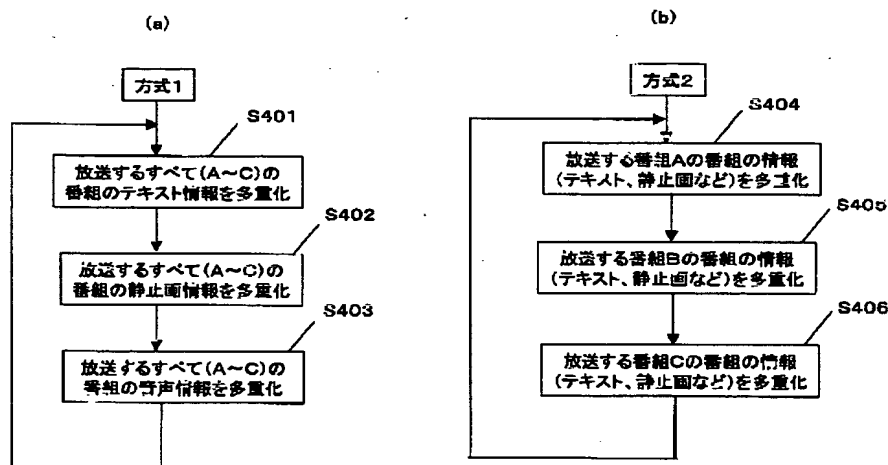 (a)
方式1
S401
放送するすべて(A~C)の
番組のテキスト情報を多重化
S402
放送するすべて(A~C)の
番組の静止画情報を多重化
S403
放送するすべて(A~C)の
番組の音声情報を多重化
(b)
方式2
S404
放送する番組Aの番組の情報
(テキスト、静止画など)を多重化
S405
放送する番組Bの番組の情報
(テキスト、静止画など)を多重化
S406
放送する番組Cの番組の情報
(テキスト、静止画など)を多重化